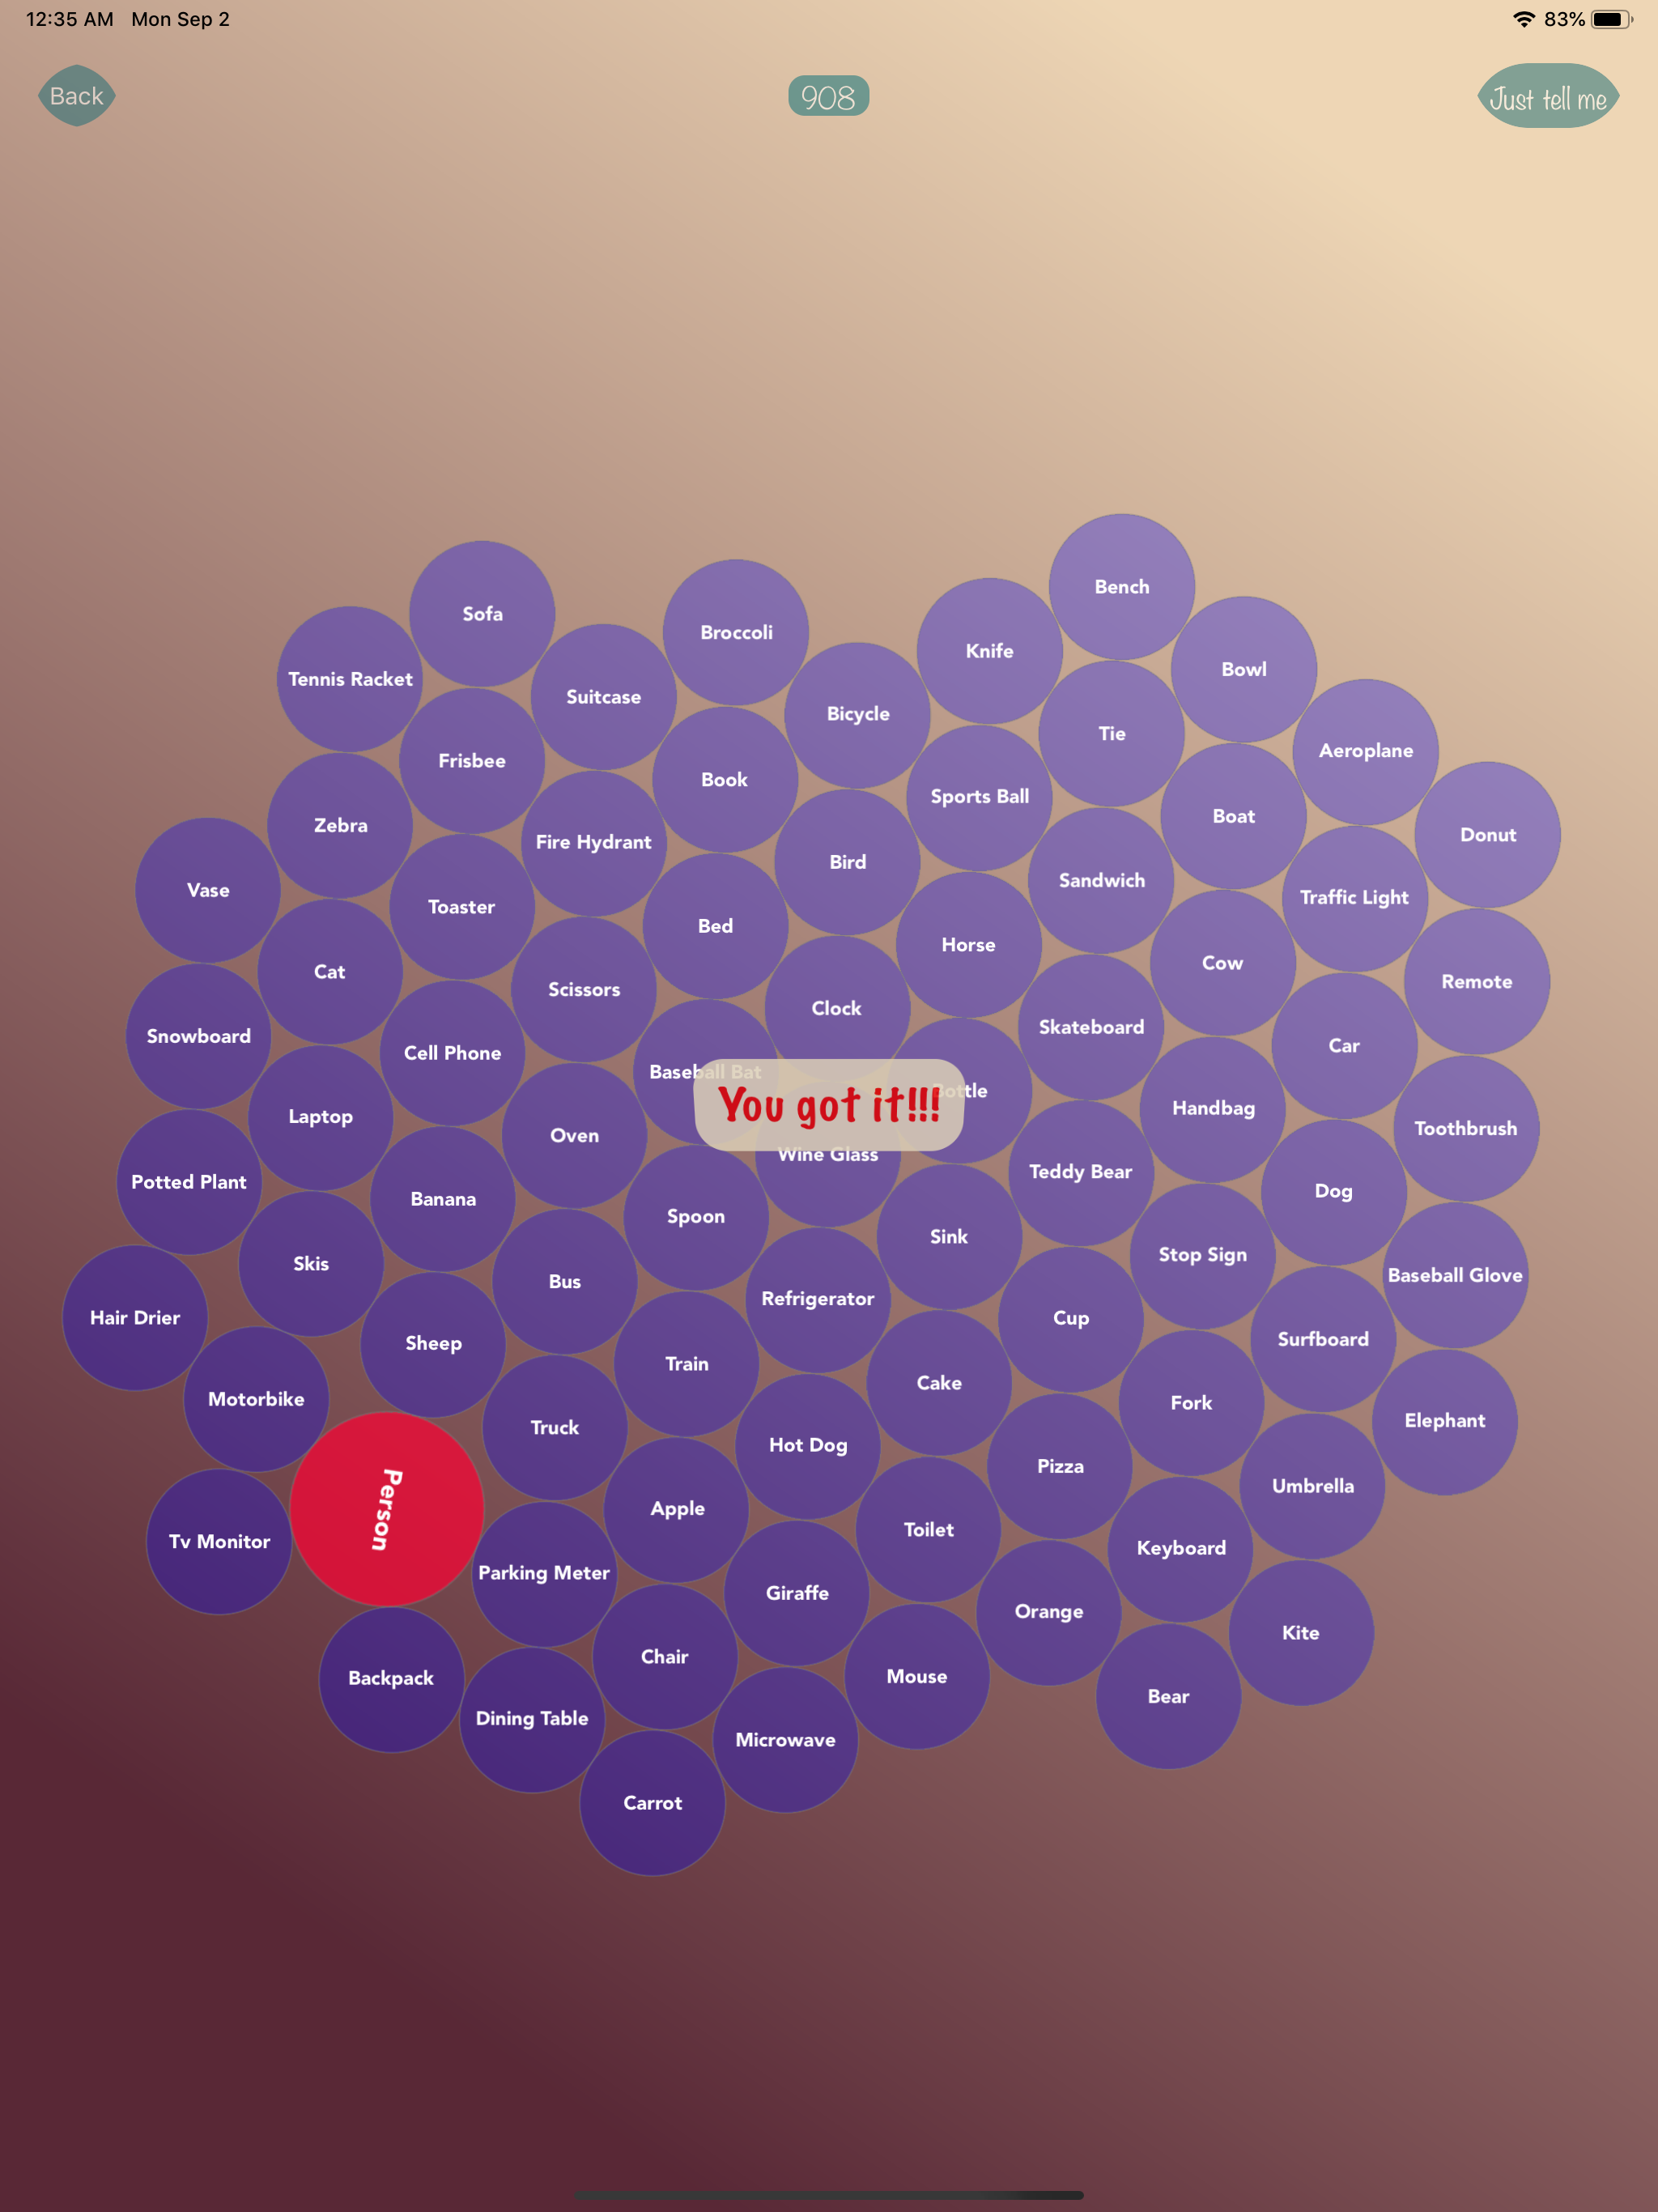 12:35 AM Mon Sep 2
83%
Back
908
Just tell me
Bench
Sofa
Broccoli
Knife
Bowl
Tennis Racket
Suitcase
Bicycle
Tie
Aeroplane
Frisbee
Book
Sports Ball
Boat
Donut
Zebra
Fire Hydrant
Bird
Sandwich
Traffic Light
Vase
Toaster
Bed
Horse
Cow
Remote
Cat
Scissors
Clock
Skateboard
Car
Snowboard
Cell Phone
Baseball Bat
Bottle
You got it!!!
Handbag
Toothbrush
Laptop
Oven
Wine Glass
Teddy Bear
Dog
Potted Plant
Banana
Spoon
Sink
Stop Sign
Baseball Glove
Skis
Bus
Refrigerator
Cup
Surfboard
Hair Drier
Sheep
Train
Cake
Fork
Elephant
Motorbike
Truck
Hot Dog
Pizza
Umbrella
Person
Apple
Toilet
Keyboard
Tv Monitor
Parking Meter
Giraffe
Orange
Kite
Backpack
Chair
Mouse
Bear
Dining Table
Microwave
Carrot